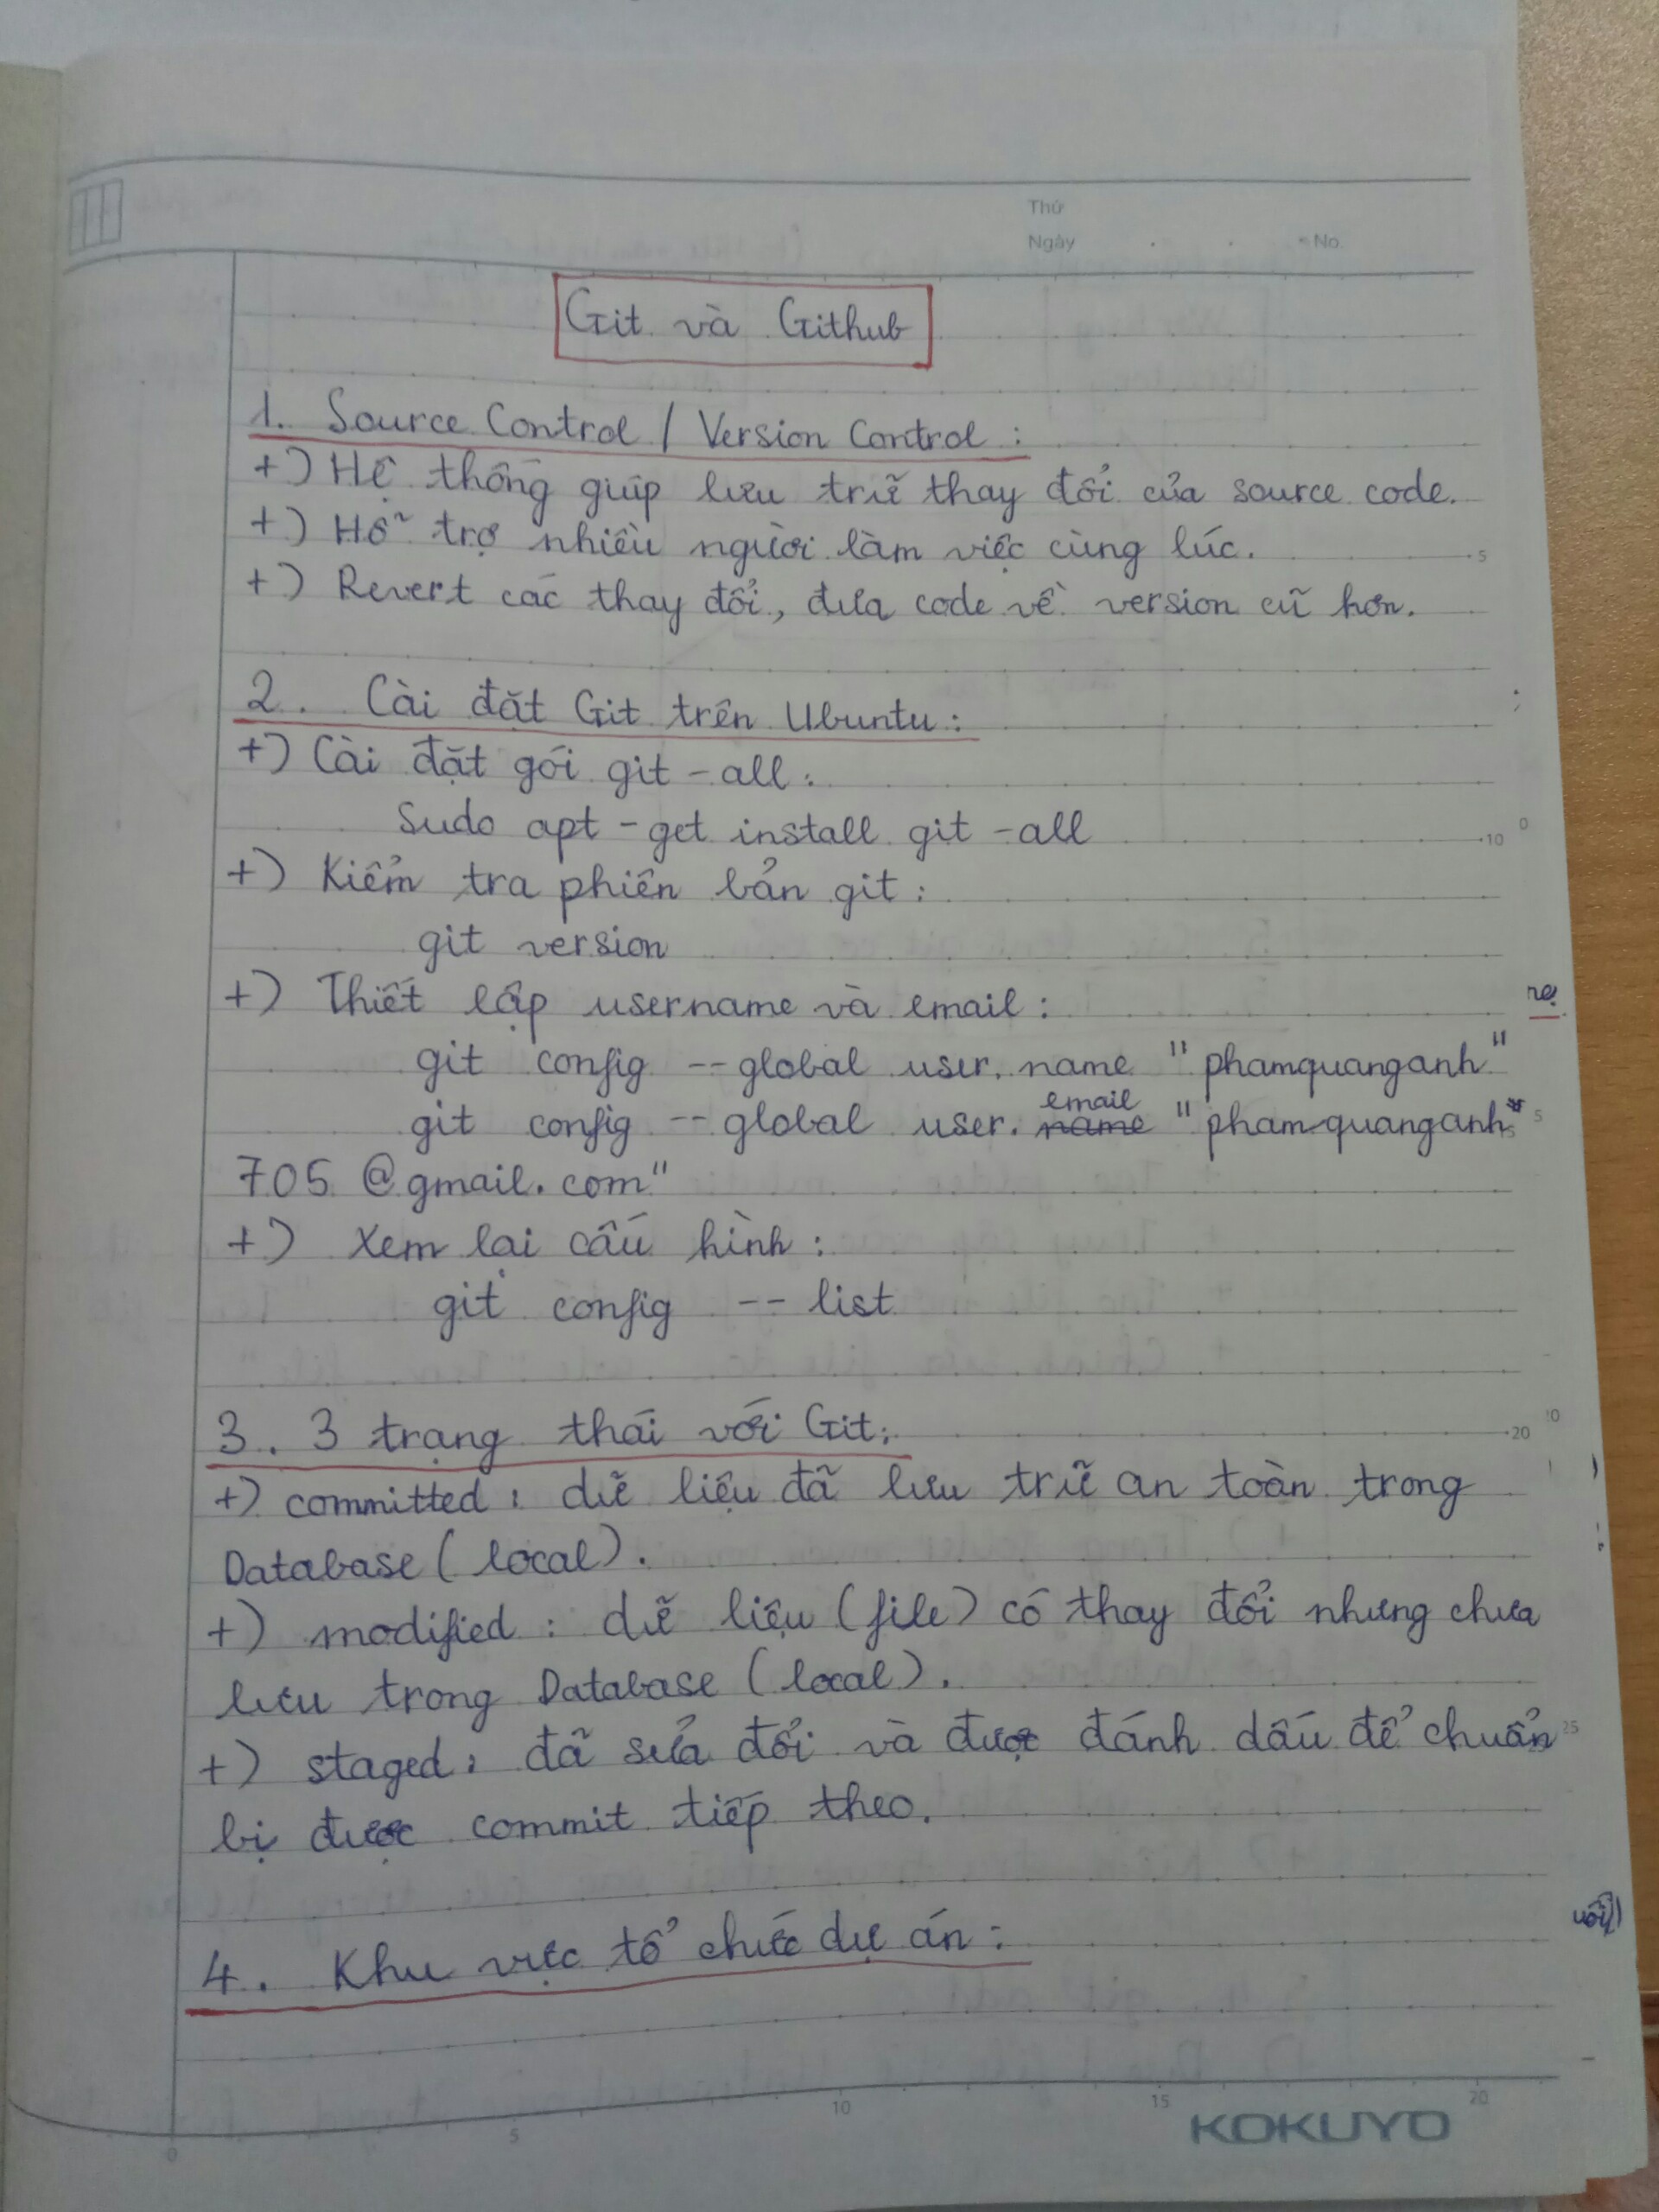 Thứ
Ngày . . No.
Git và Github
1. Source Control / Version Control :
+) Hệ thống giúp lưu trữ thay đổi của source code.
+) Hỗ trợ nhiều người làm việc cùng lúc.
+) Revert các thay đổi, đưa code về version cũ hơn.
2. Cài đặt Git trên Ubuntu :
+) Cài đặt gói git -all :
Sudo apt -get install git -all
+) Kiểm tra phiên bản git :
git version
+) Thiết lập username và email :
git config --global user.name "phamquanganh"
git config --global user.~~name~~ email "phamquanganh
705 @gmail.com"
+) Xem lại cấu hình :
git config -- list
3. 3 trạng thái với Git:
+) committed : dữ liệu đã lưu trữ an toàn trong
Database ( local ).
+) modified : dữ liệu (file) có thay đổi nhưng chưa
lưu trong Database ( local ).
+) staged : đã sửa đổi và được đánh dấu để chuẩn
bị được commit tiếp theo.
4. Khu vực tổ chức dự án :
5
10
20
0 5 10 15 20
KOKUYO